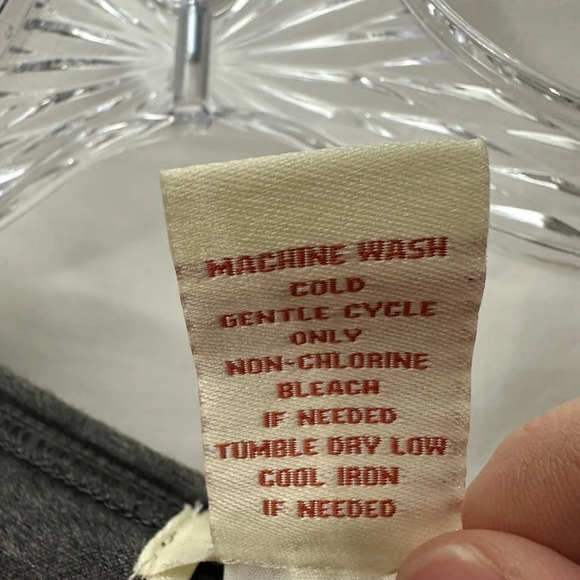 MACHINE WASH
COLD
GENTLE CYCLE
ONLY
NON-CHLORINE
BLEACH
IF NEEDED
TUMBLE DRY LOW
COOL IRON
IF NEEDED